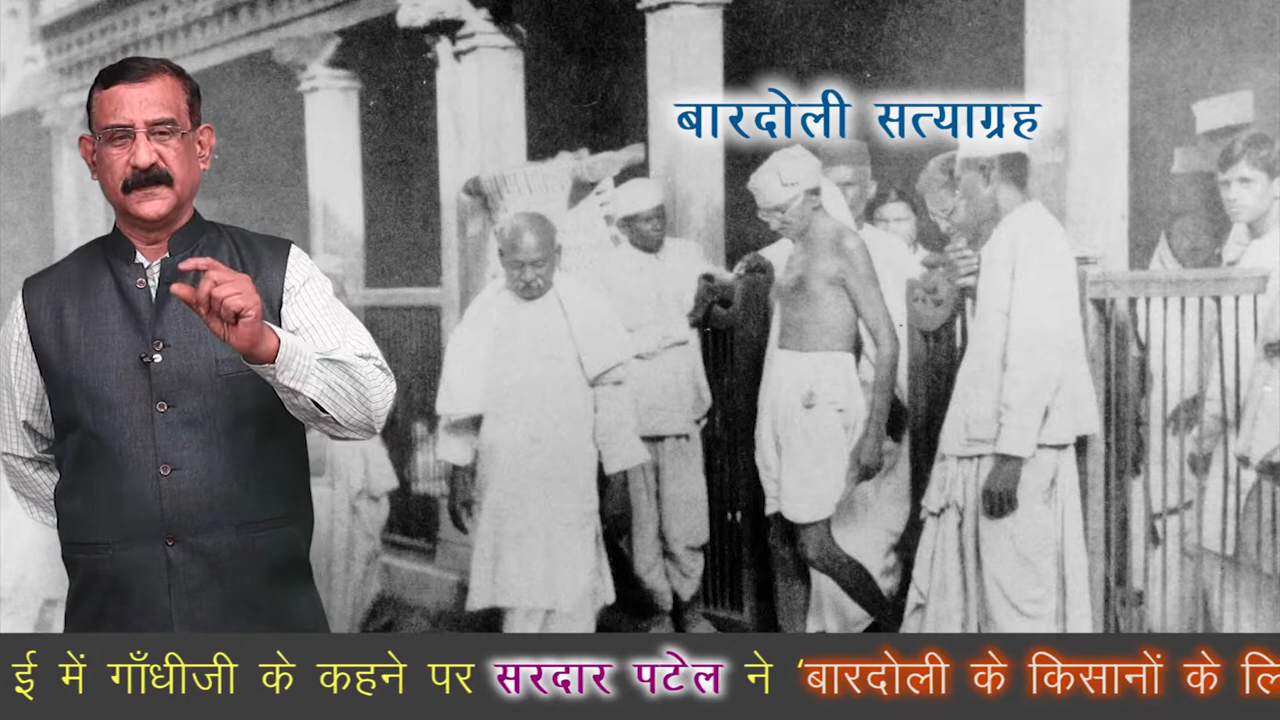 बारदोली सत्याग्रह
ई में गाँधीजी के कहने पर सरदार पटेल ने ‘बारदोली के किसानों के लि